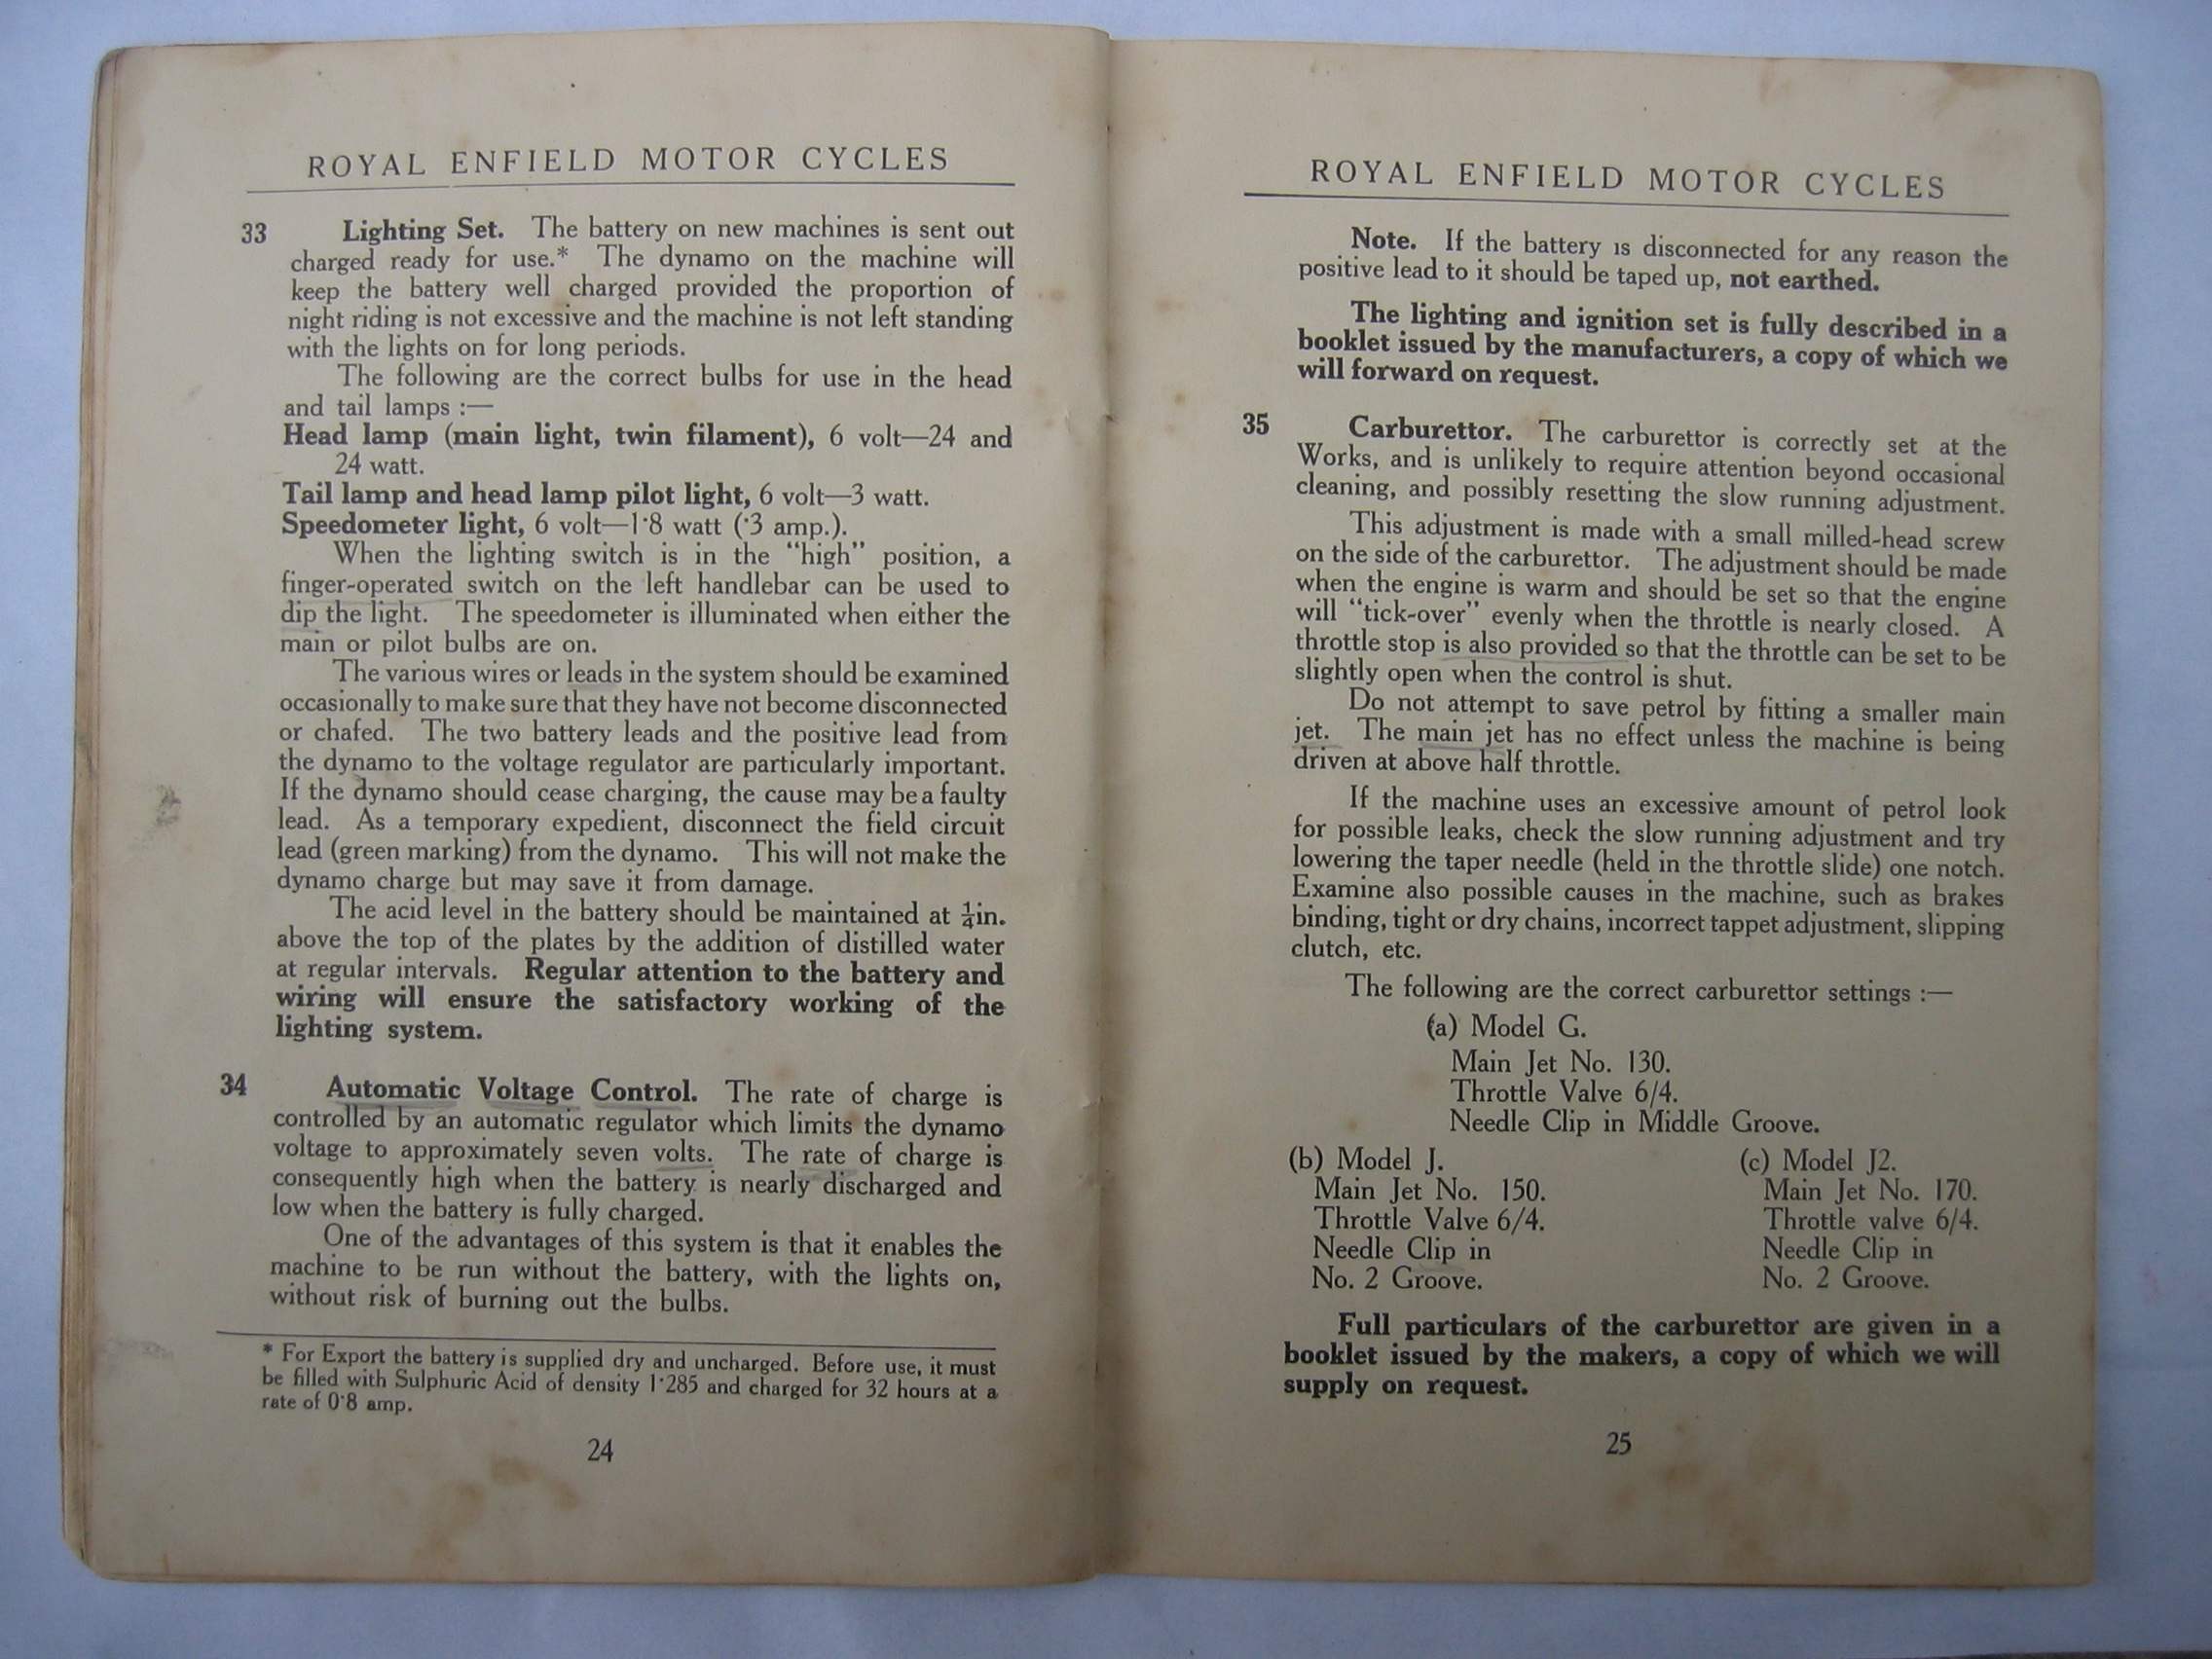 ROYAL ENFIELD MOTOR CYCLES
33 Lighting Set. The battery on new machines is sent out
charged ready for use.* The dynamo on the machine will
keep the battery well charged provided the proportion of
night riding is not excessive and the machine is not left standing
with the lights on for long periods.
The following are the correct bulbs for use in the head
and tail lamps :—
Head lamp (main light, twin filament), 6 volt—24 and
24 watt.
Tail lamp and head lamp pilot light, 6 volt—3 watt.
Speedometer light, 6 volt—1·8 watt (·3 amp.).
When the lighting switch is in the "high" position, a
finger-operated switch on the left handlebar can be used to
dip the light. The speedometer is illuminated when either the
main or pilot bulbs are on.
The various wires or leads in the system should be examined
occasionally to make sure that they have not become disconnected
or chafed. The two battery leads and the positive lead from
the dynamo to the voltage regulator are particularly important.
If the dynamo should cease charging, the cause may be a faulty
lead. As a temporary expedient, disconnect the field circuit
lead (green marking) from the dynamo. This will not make the
dynamo charge but may save it from damage.
The acid level in the battery should be maintained at ¼in.
above the top of the plates by the addition of distilled water
at regular intervals. Regular attention to the battery and
wiring will ensure the satisfactory working of the
lighting system.
34 Automatic Voltage Control. The rate of charge is
controlled by an automatic regulator which limits the dynamo
voltage to approximately seven volts. The rate of charge is
consequently high when the battery is nearly discharged and
low when the battery is fully charged.
One of the advantages of this system is that it enables the
machine to be run without the battery, with the lights on,
without risk of burning out the bulbs.
* For Export the battery is supplied dry and uncharged. Before use, it must
be filled with Sulphuric Acid of density 1·285 and charged for 32 hours at a
rate of 0·8 amp.
24
ROYAL ENFIELD MOTOR CYCLES
Note. If the battery is disconnected for any reason the
positive lead to it should be taped up, not earthed.
The lighting and ignition set is fully described in a
booklet issued by the manufacturers, a copy of which we
will forward on request.
35 Carburettor. The carburettor is correctly set at the
Works, and is unlikely to require attention beyond occasional
cleaning, and possibly resetting the slow running adjustment.
This adjustment is made with a small milled-head screw
on the side of the carburettor. The adjustment should be made
when the engine is warm and should be set so that the engine
will "tick-over" evenly when the throttle is nearly closed. A
throttle stop is also provided so that the throttle can be set to be
slightly open when the control is shut.
Do not attempt to save petrol by fitting a smaller main
jet. The main jet has no effect unless the machine is being
driven at above half throttle.
If the machine uses an excessive amount of petrol look
for possible leaks, check the slow running adjustment and try
lowering the taper needle (held in the throttle slide) one notch.
Examine also possible causes in the machine, such as brakes
binding, tight or dry chains, incorrect tappet adjustment, slipping
clutch, etc.
The following are the correct carburettor settings :—
(a) Model G.
Main Jet No. 130.
Throttle Valve 6/4.
Needle Clip in Middle Groove.
(b) Model J.
Main Jet No. 150.
Throttle Valve 6/4.
Needle Clip in
No. 2 Groove.
(c) Model J2.
Main Jet No. 170.
Throttle valve 6/4.
Needle Clip in
No. 2 Groove.
Full particulars of the carburettor are given in a
booklet issued by the makers, a copy of which we will
supply on request.
25